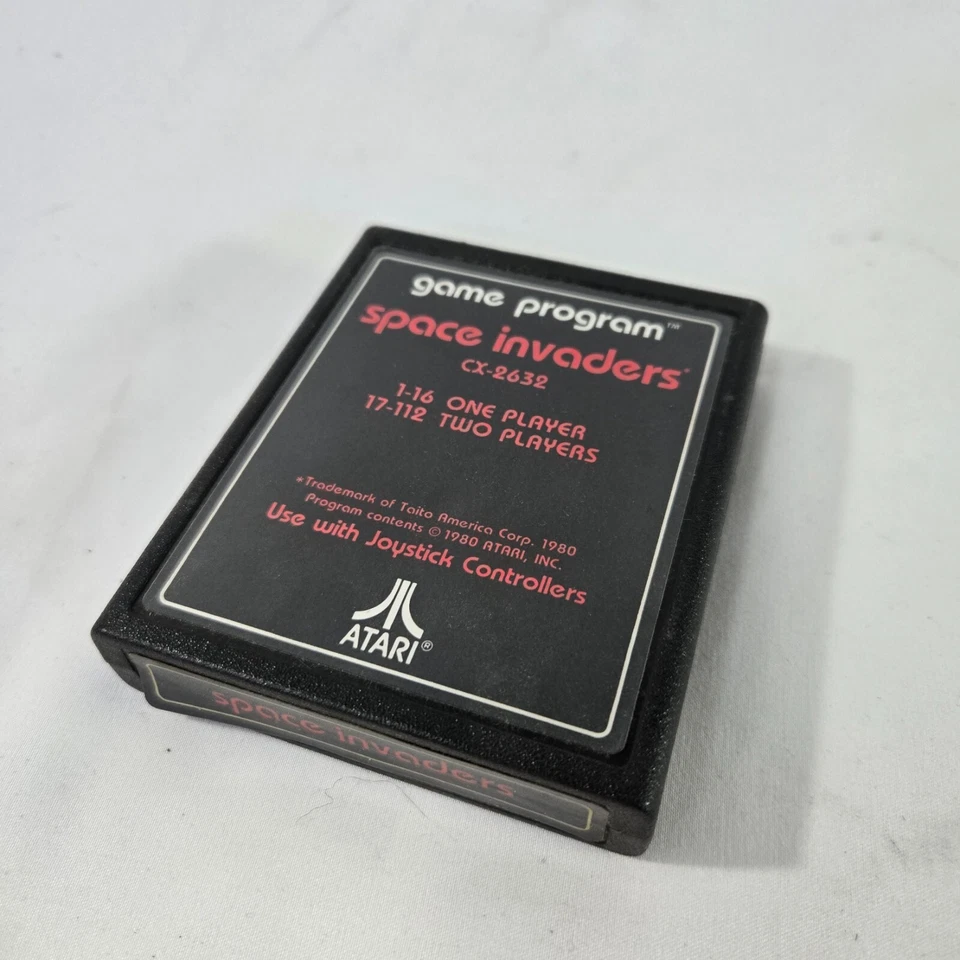 game program™
space invaders*
CX-2632
1-16 ONE PLAYER
17-112 TWO PLAYERS
*Trademark of Taito America Corp. 1980
Program contents © 1980 ATARI, INC.
Use with Joystick Controllers
ATARI®
space invaders